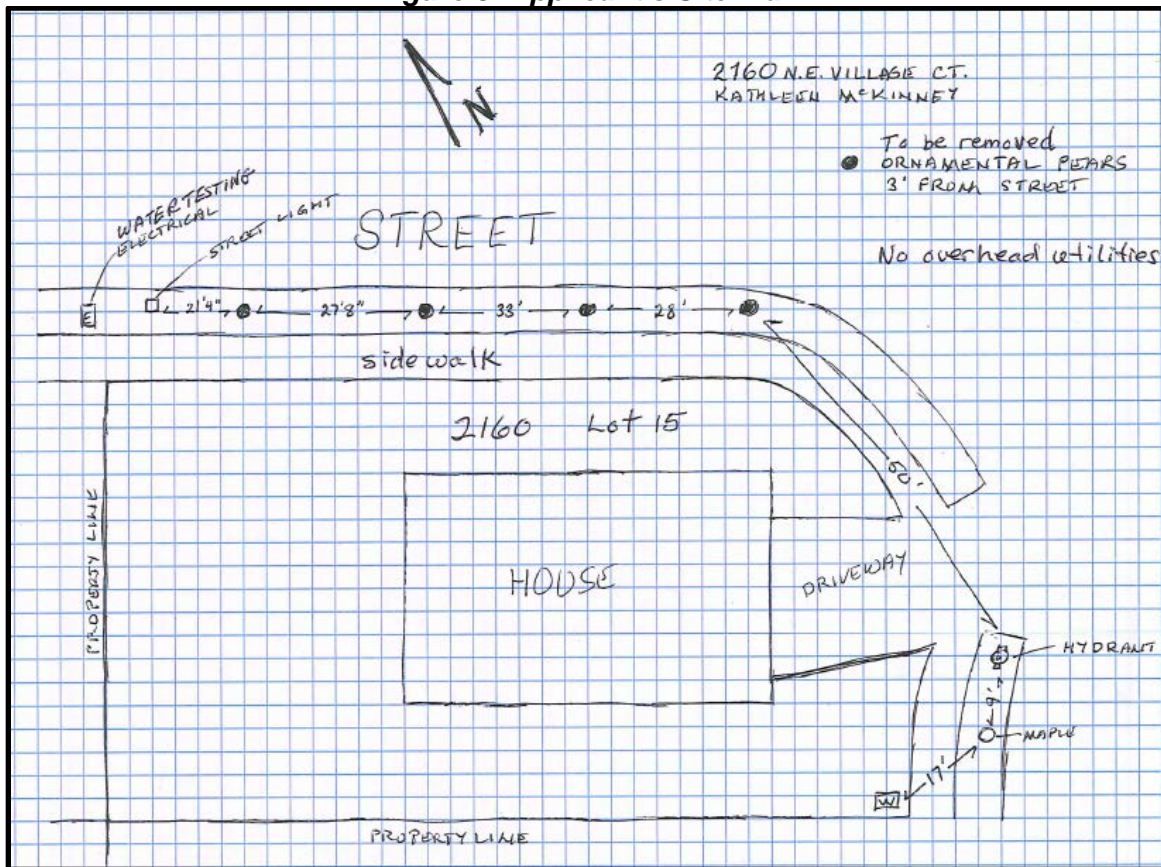 2160 N.E. VILLAGE CT.
KATHLEEN McKINNEY
N
To be removed
ORNAMENTAL PEARS
3' FROM STREET
WATER TESTING
ELECTRICAL
STREET LIGHT
STREET
No overhead utilities
E
21'4"
27'8"
33'
28'
sidewalk
2160 Lot 15
50'
PROPERTY LINE
HOUSE
DRIVEWAY
HYDRANT
9'
MAPLE
17'
W
PROPERTY LINE